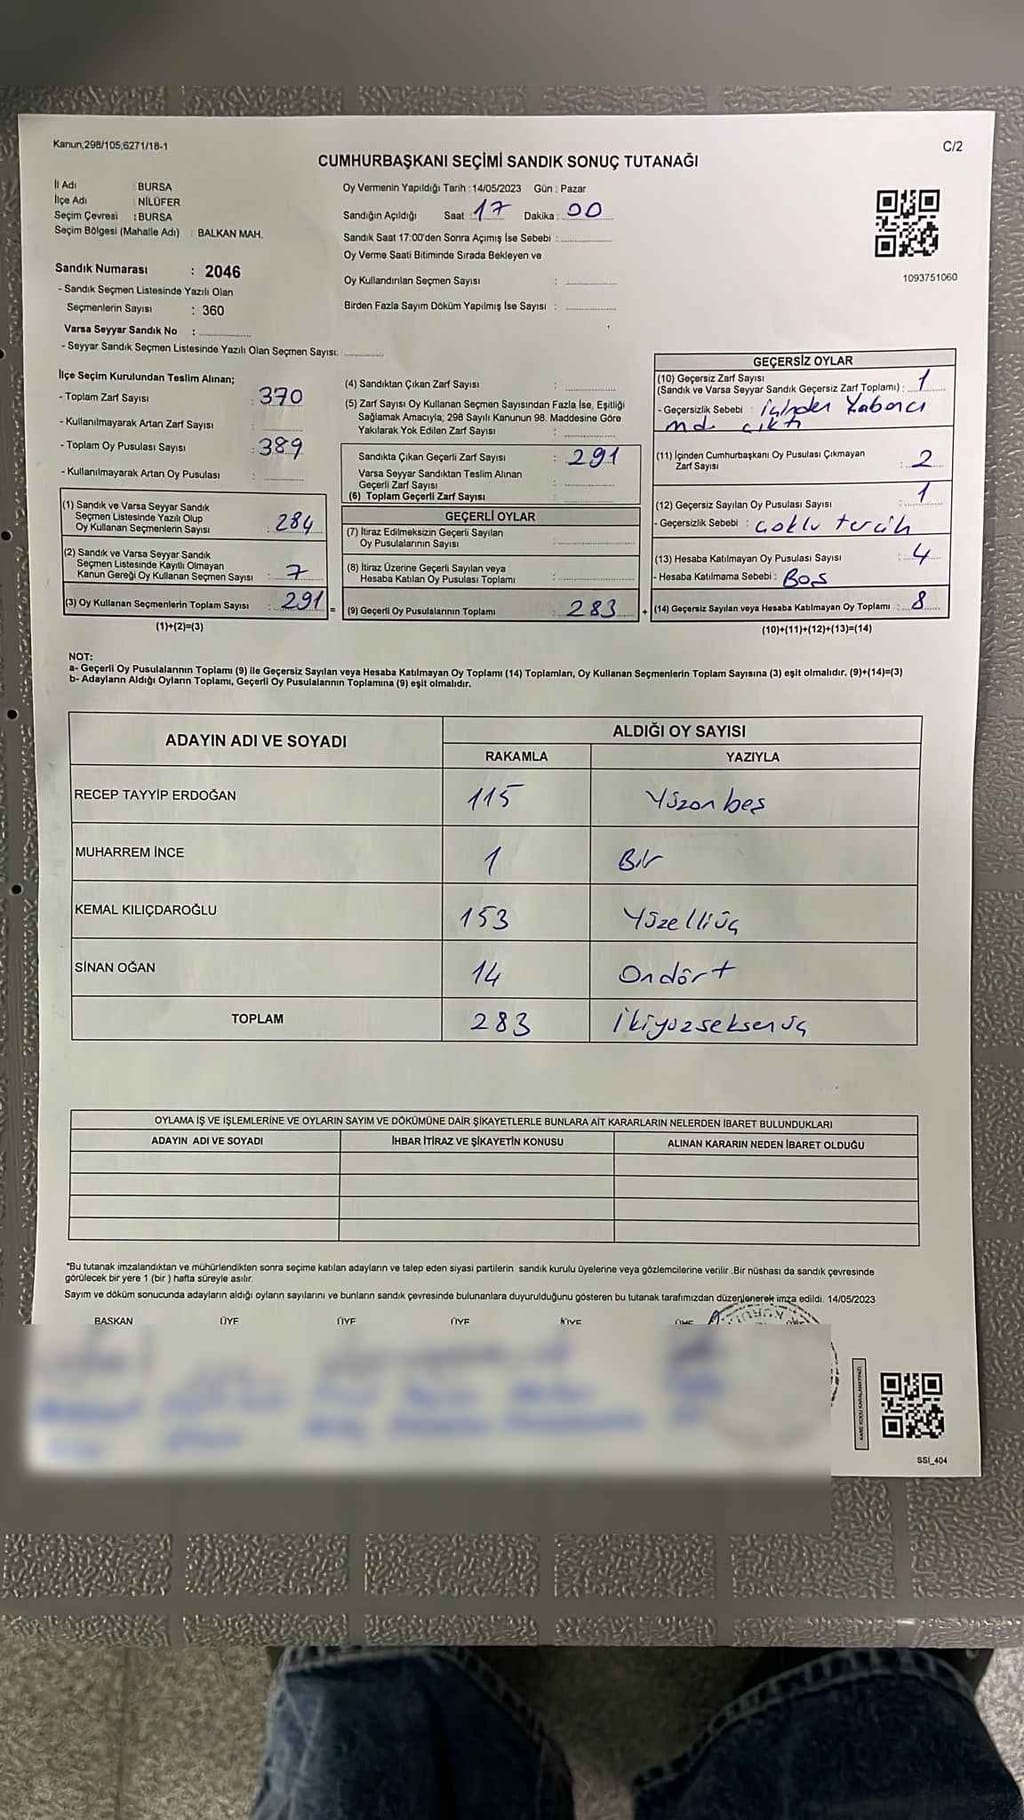 Kanun;298/105;6271/18-1
C/2
CUMHURBAŞKANI SEÇİMİ SANDIK SONUÇ TUTANAĞI
İl Adı : BURSA
İlçe Adı : NİLÜFER
Seçim Çevresi : BURSA
Seçim Bölgesi (Mahalle Adı) : BALKAN MAH.
Sandık Numarası : 2046
- Sandık Seçmen Listesinde Yazılı Olan
Seçmenlerin Sayısı : 360
Varsa Seyyar Sandık No :
- Seyyar Sandık Seçmen Listesinde Yazılı Olan Seçmen Sayısı:
Oy Vermenin Yapıldığı Tarih : 14/05/2023 Gün : Pazar
Sandığın Açıldığı Saat : 17 Dakika : 00
Sandık Saat 17:00'den Sonra Açımış İse Sebebi :
Oy Verme Saati Bitiminde Sırada Bekleyen ve
Oy Kullandırılan Seçmen Sayısı :
Birden Fazla Sayım Döküm Yapılmış İse Sayısı :
1093751060
İlçe Seçim Kurulundan Teslim Alınan;
- Toplam Zarf Sayısı : 370
- Kullanılmayarak Artan Zarf Sayısı :
- Toplam Oy Pusulası Sayısı : 389
- Kullanılmayarak Artan Oy Pusulası :
(1) Sandık ve Varsa Seyyar Sandık
Seçmen Listesinde Yazılı Olup
Oy Kullanan Seçmenlerin Sayısı : 284
(2) Sandık ve Varsa Seyyar Sandık
Seçmen Listesinde Kayıtlı Olmayan
Kanun Gereği Oy Kullanan Seçmen Sayısı : 7
(3) Oy Kullanan Seçmenlerin Toplam Sayısı : 291 =
(1)+(2)=(3)
(4) Sandıktan Çıkan Zarf Sayısı :
(5) Zarf Sayısı Oy Kullanan Seçmen Sayısından Fazla İse, Eşitliği
Sağlamak Amacıyla; 298 Sayılı Kanunun 98. Maddesine Göre
Yakılarak Yok Edilen Zarf Sayısı :
Sandıkta Çıkan Geçerli Zarf Sayısı : 291
Varsa Seyyar Sandıktan Teslim Alınan
Geçerli Zarf Sayısı :
(6) Toplam Geçerli Zarf Sayısı :
GEÇERLİ OYLAR
(7) İtiraz Edilmeksizin Geçerli Sayılan
Oy Pusulalarının Sayısı :
(8) İtiraz Üzerine Geçerli Sayılan veya
Hesaba Katılan Oy Pusulası Toplamı :
(9) Geçerli Oy Pusulalarının Toplamı : 283 +
GEÇERSİZ OYLAR
(10) Geçersiz Zarf Sayısı
(Sandık ve Varsa Seyyar Sandık Geçersiz Zarf Toplamı) : 1
- Geçersizlik Sebebi : içinden Yabancı
md. çıktı
(11) İçinden Cumhurbaşkanı Oy Pusulası Çıkmayan
Zarf Sayısı : 2
(12) Geçersiz Sayılan Oy Pusulası Sayısı : 1
- Geçersizlik Sebebi : çoklu tercih
(13) Hesaba Katılmayan Oy Pusulası Sayısı : 4
- Hesaba Katılmama Sebebi : Boş
(14) Geçersiz Sayılan veya Hesaba Katılmayan Oy Toplamı : 8
(10)+(11)+(12)+(13)=(14)
NOT:
a- Geçerli Oy Pusulalarının Toplamı (9) ile Geçersiz Sayılan veya Hesaba Katılmayan Oy Toplamı (14) Toplamları, Oy Kullanan Seçmenlerin Toplam Sayısına (3) eşit olmalıdır. (9)+(14)=(3)
b- Adayların Aldığı Oyların Toplamı, Geçerli Oy Pusulalarının Toplamına (9) eşit olmalıdır.
ADAYIN ADI VE SOYADI
ALDIĞI OY SAYISI
RAKAMLA YAZIYLA
RECEP TAYYİP ERDOĞAN 115 Yüzonbeş
MUHARREM İNCE 1 Bir
KEMAL KILIÇDAROĞLU 153 Yüzelliüç
SİNAN OĞAN 14 Ondört
TOPLAM 283 İkiyüzseksenüç
OYLAMA İŞ VE İŞLEMLERİNE VE OYLARIN SAYIM VE DÖKÜMÜNE DAİR ŞİKAYETLERLE BUNLARA AİT KARARLARIN NELERDEN İBARET BULUNDUKLARI
ADAYIN ADI VE SOYADI İHBAR İTİRAZ VE ŞİKAYETİN KONUSU ALINAN KARARIN NEDEN İBARET OLDUĞU
"Bu tutanak imzalandıktan ve mühürlendikten sonra seçime katılan adayların ve talep eden siyasi partilerin sandık kurulu üyelerine veya gözlemcilerine verilir .Bir nüshası da sandık çevresinde
görülecek bir yere 1 (bir ) hafta süreyle asılır.
Sayım ve döküm sonucunda adayların aldığı oyların sayılarını ve bunların sandık çevresinde bulunanlara duyurulduğunu gösteren bu tutanak tarafımızdan düzenlenerek imza edildi. 14/05/2023
BAŞKAN ÜYE ÜYE ÜYE
SSI_404